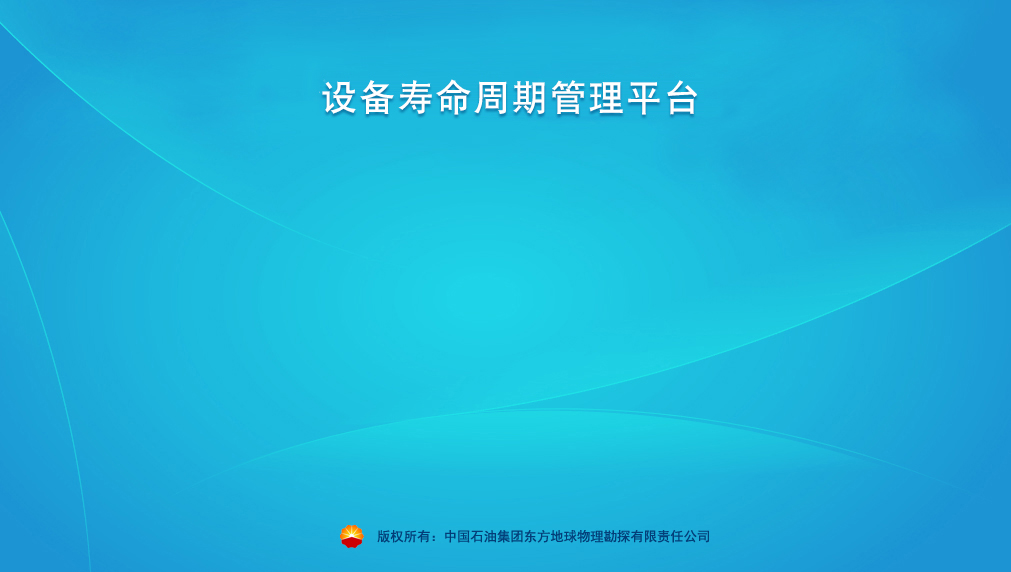 设备寿命周期管理平台
版权所有：中国石油集团东方地球物理勘探有限责任公司